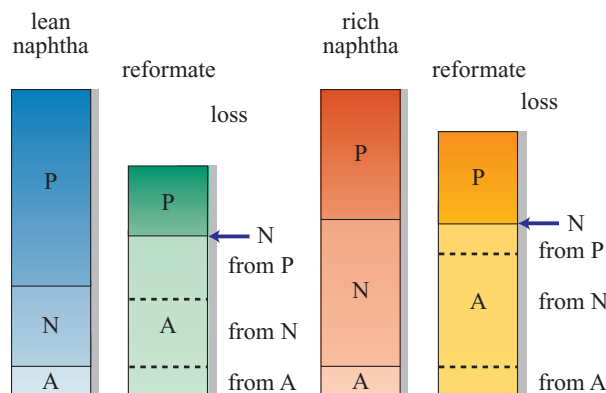 lean
naphtha
reformate
loss
P
N
A
P
A
N
from P
from N
from A
rich
naphtha
reformate
loss
P
N
A
P
A
N
from P
from N
from A